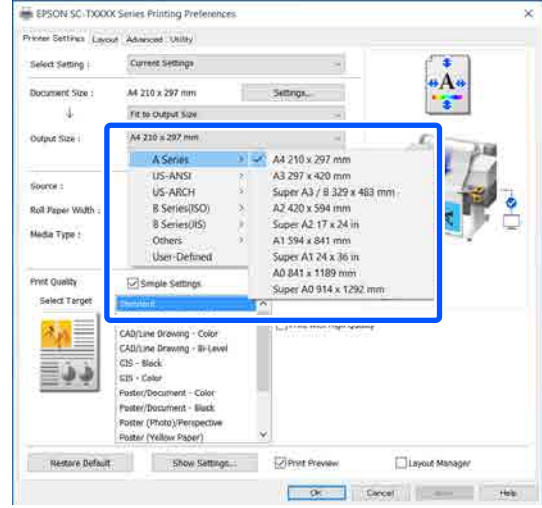 EPSON SC-TXXXX Series Printing Preferences
Printer Settings Layout Advanced Utility
Select Setting : Current Settings
Document Size : A4 210 x 297 mm Settings...
Fit to Output Size
Output Size : A4 210 x 297 mm
A Series A4 210 x 297 mm
US-ANSI A3 297 x 420 mm
US-ARCH Super A3 / B 329 x 483 mm
Source :
B Series(ISO) A2 420 x 594 mm
Roll Paper Width :
B Series(JIS) Super A2 17 x 24 in
Media Type :
Others A1 594 x 841 mm
User-Defined Super A1 24 x 36 in
A0 841 x 1189 mm
Print Quality Simple Settings
Super A0 914 x 1292 mm
Select Target Standard
CAD/Line Drawing - Color
CAD/Line Drawing - Bi-Level
GIS - Black
GIS - Color
Poster/Document - Color
Poster/Document - Black
Poster (Photo)/Perspective
Poster (Yellow Paper)
Restore Default Show Settings... Print Preview Layout Manager
OK Cancel Help